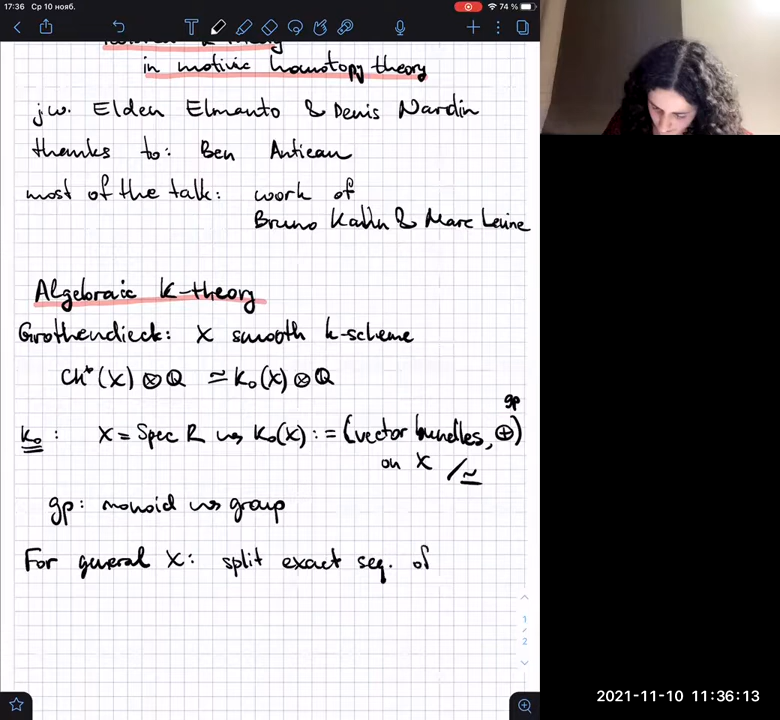 17:36 Ср 10 нояб.
74 %
K-theory
in motivic homotopy theory
jw. Elden Elmanto & Denis Nardin
thanks to: Ben Antieau
most of the talk: work of
Bruno Kahn & Marc Levine
Algebraic K-theory
Grothendieck: X smooth k-scheme
CH*(X) ⊗ Q ≃ K₀(X) ⊗ Q
K₀: X = Spec R ⇝ K₀(X) := (vector bundles, ⊕)^gp
on X /≃
gp: monoid ⇝ group
For general X: split exact seq. of
1
2
2021-11-10 11:36:13